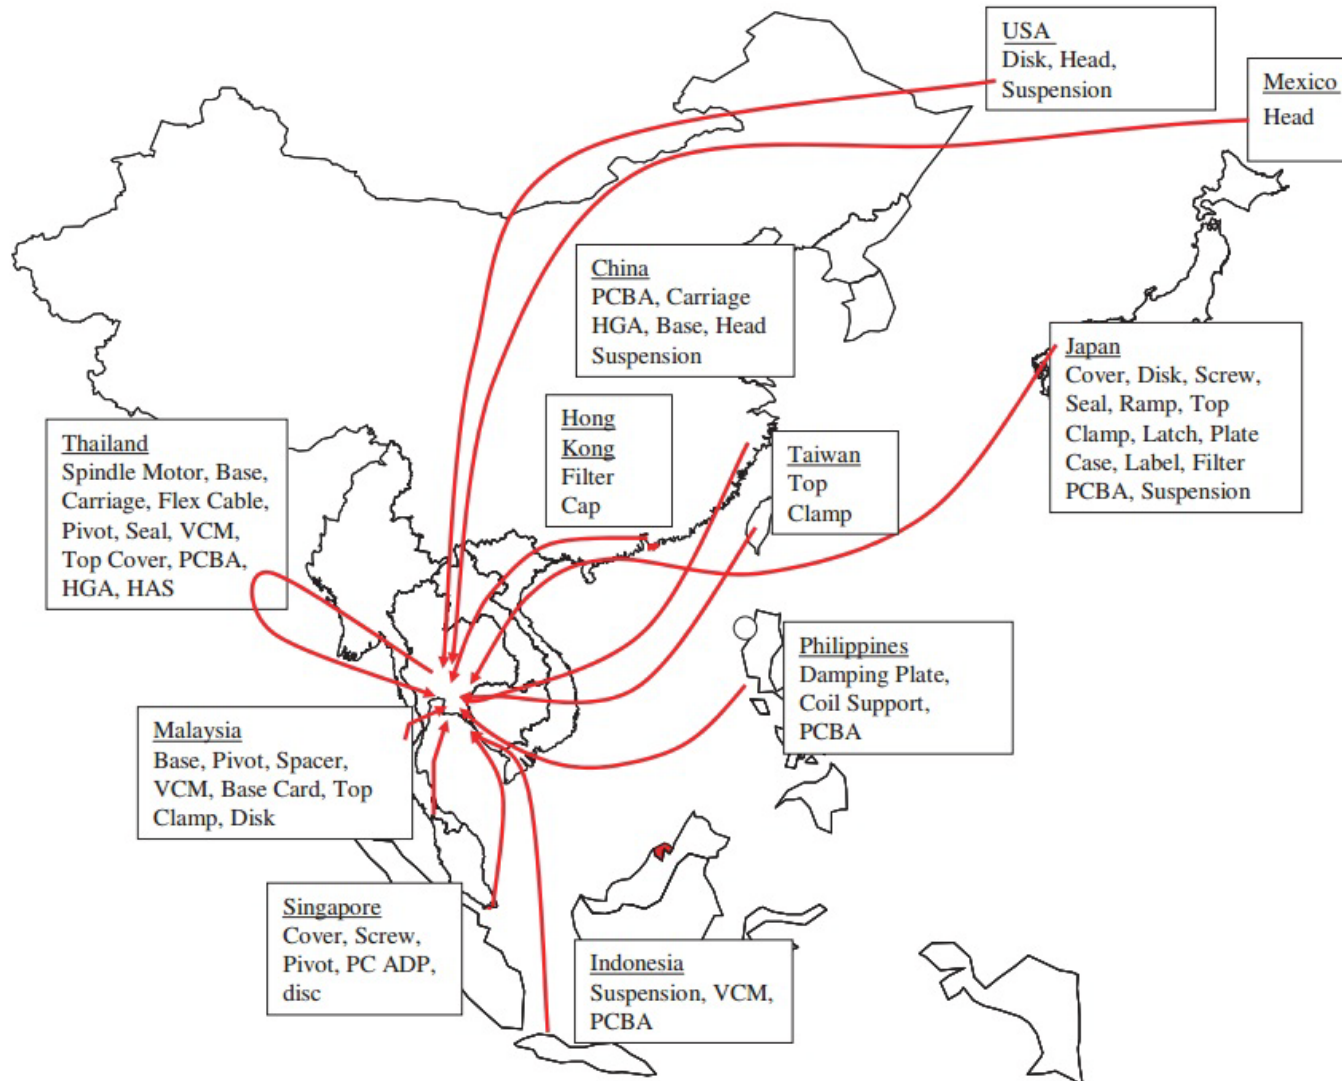 USA
Disk, Head,
Suspension
Mexico
Head
China
PCBA, Carriage
HGA, Base, Head
Suspension
Japan
Cover, Disk, Screw,
Seal, Ramp, Top
Clamp, Latch, Plate
Case, Label, Filter
PCBA, Suspension
Hong
Kong
Filter
Cap
Taiwan
Top
Clamp
Thailand
Spindle Motor, Base,
Carriage, Flex Cable,
Pivot, Seal, VCM,
Top Cover, PCBA,
HGA, HAS
Philippines
Damping Plate,
Coil Support,
PCBA
Malaysia
Base, Pivot, Spacer,
VCM, Base Card, Top
Clamp, Disk
Singapore
Cover, Screw,
Pivot, PC ADP,
disc
Indonesia
Suspension, VCM,
PCBA